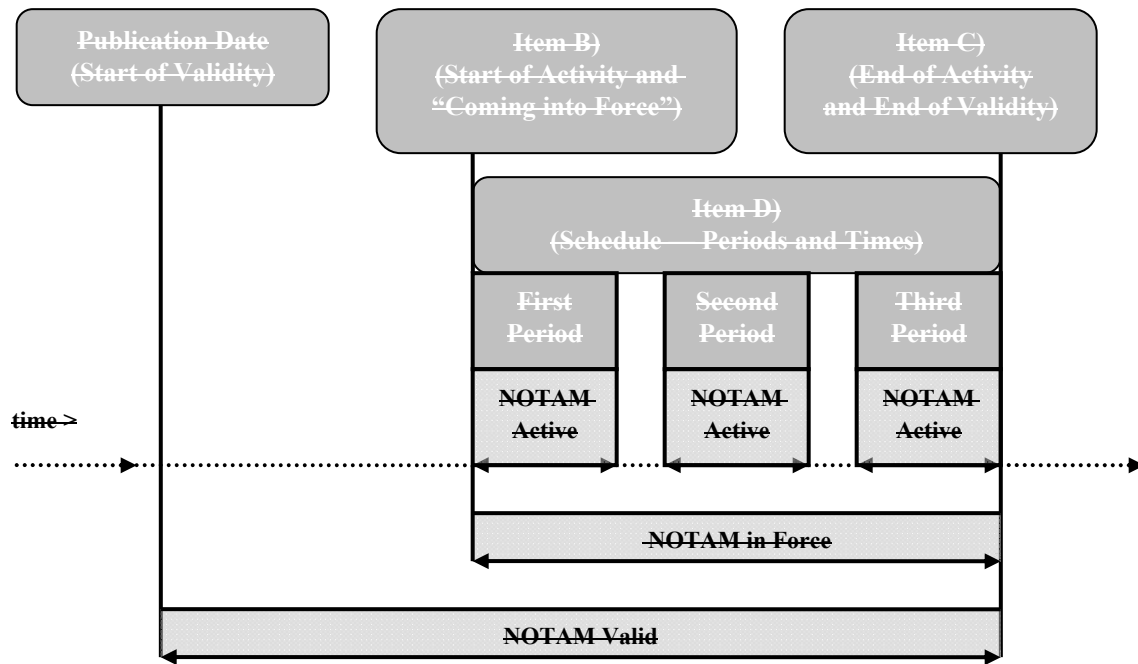 Publication Date
(Start of Validity)
Item B)
(Start of Activity and
“Coming into Force”)
Item C)
(End of Activity
and End of Validity)
Item D)
(Schedule — Periods and Times)
First
Period
Second
Period
Third
Period
NOTAM
Active
NOTAM
Active
NOTAM
Active
time >
NOTAM in Force
NOTAM Valid